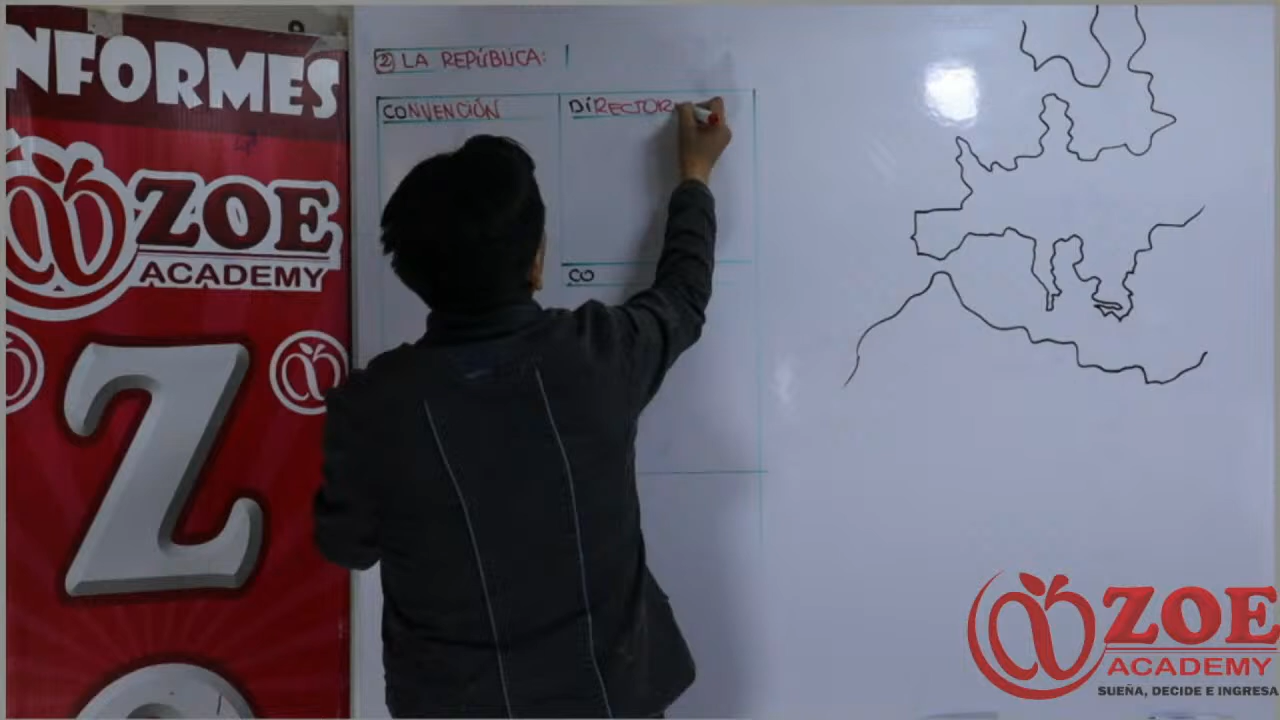 NFORMES
ZOE
ACADEMY
Z
② LA REPÚBLICA:
CONVENCIÓN
DIRECTOR
CO
ZOE
ACADEMY
SUEÑA, DECIDE E INGRESA